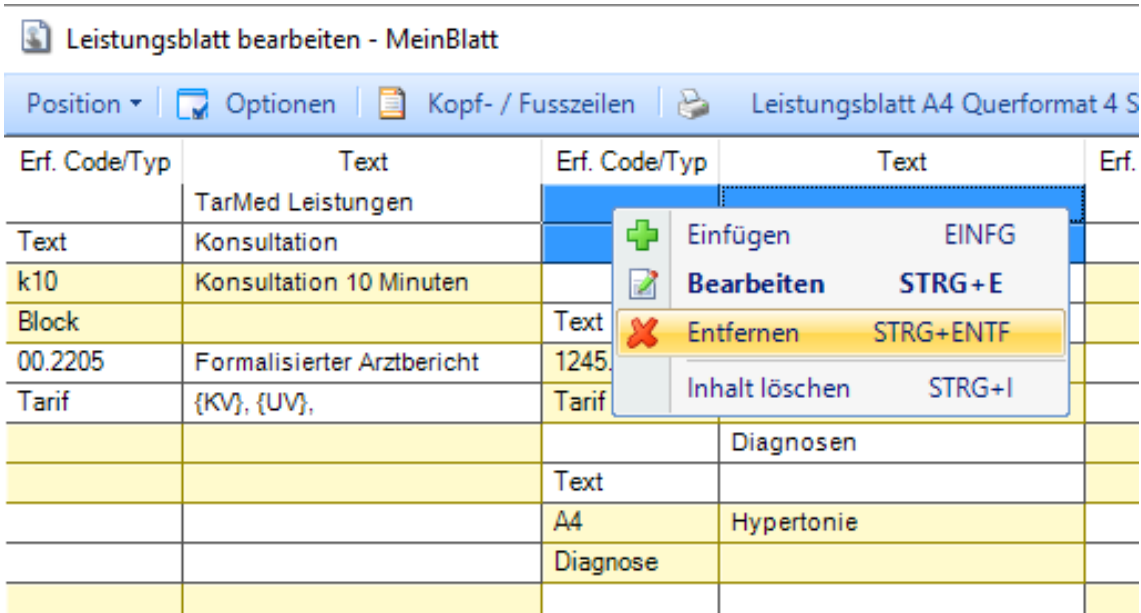 Leistungsblatt bearbeiten - MeinBlatt
Position Optionen Kopf- / Fusszeilen Leistungsblatt A4 Querformat 4 S
Erf. Code/Typ Text Erf. Code/Typ Text Erf.
TarMed Leistungen
Text Konsultation
k10 Konsultation 10 Minuten
Block Text
00.2205 Formalisierter Arztbericht 1245.
Tarif {KV}, {UV}, Tarif
Einfügen EINFG
Bearbeiten STRG+E
Entfernen STRG+ENTF
Inhalt löschen STRG+I
Diagnosen
Text
A4 Hypertonie
Diagnose